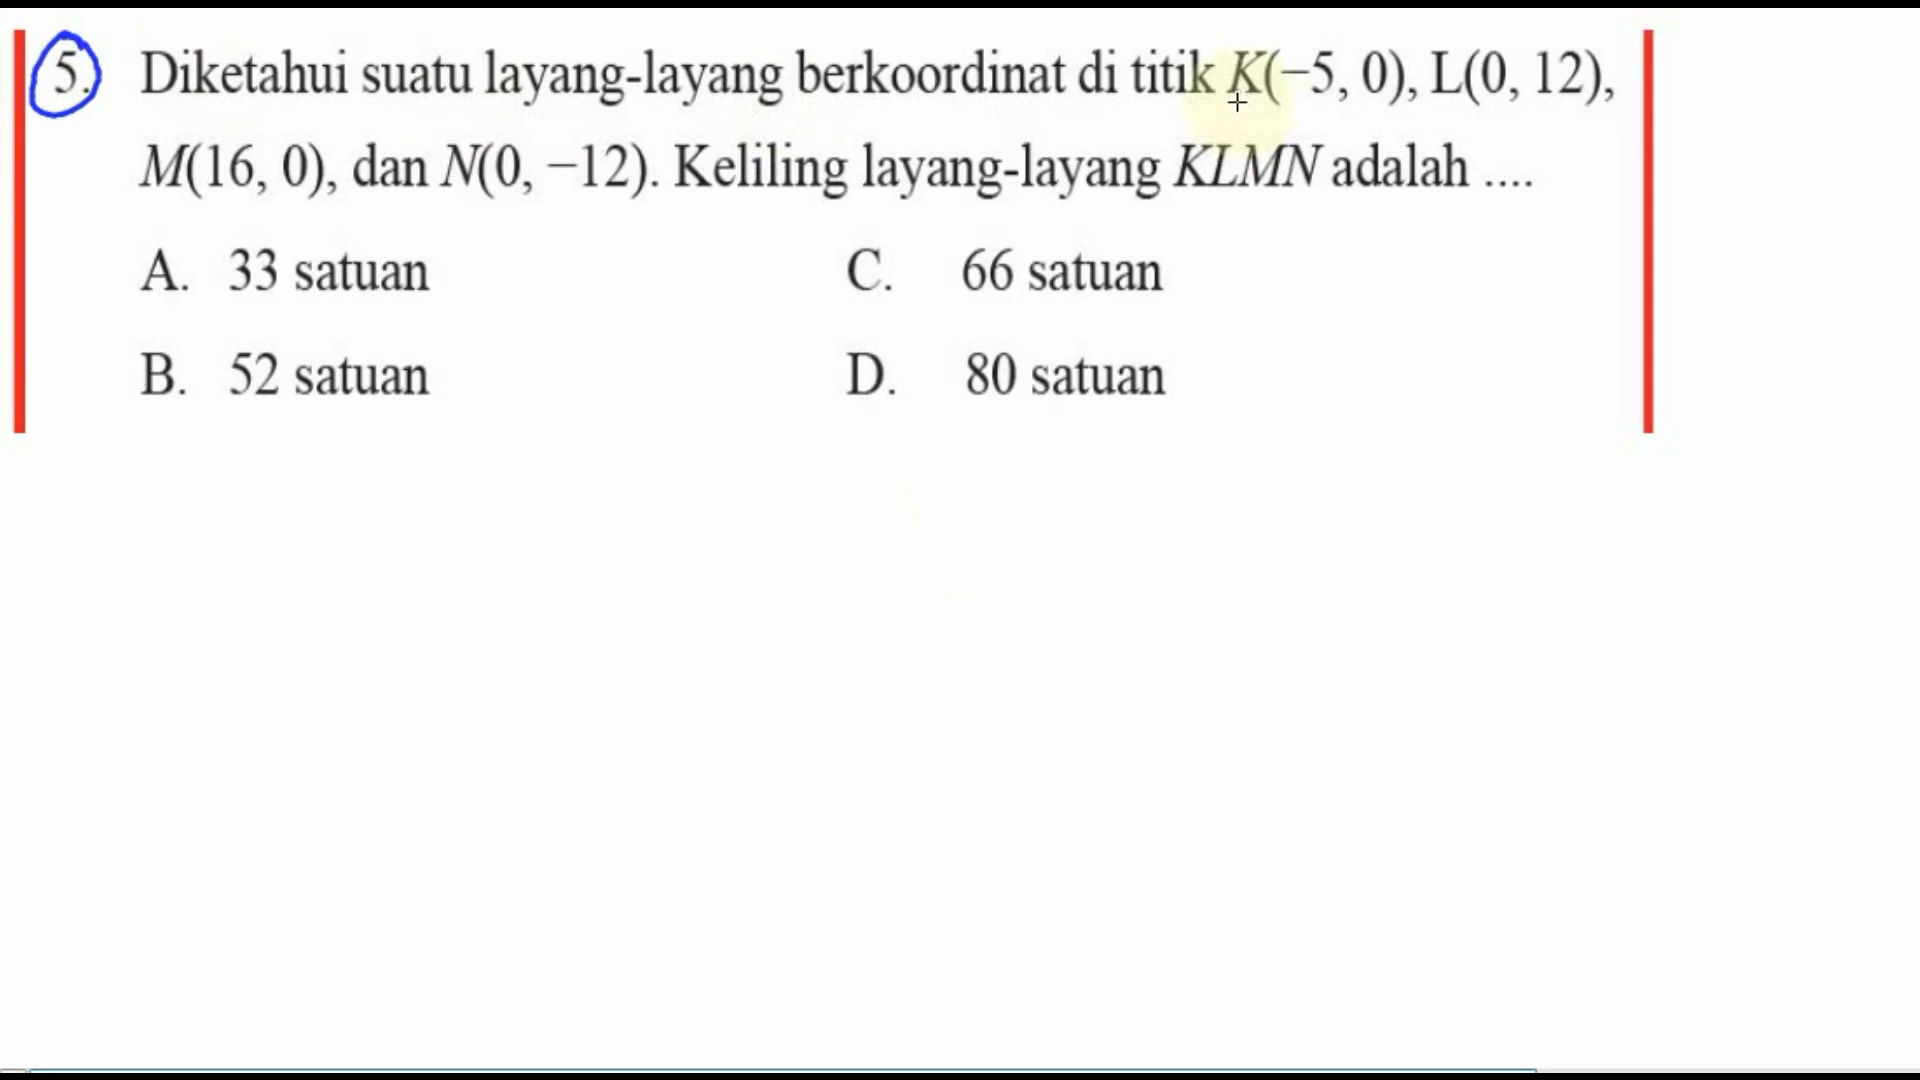 5. Diketahui suatu layang-layang berkoordinat di titik K(−5, 0), L(0, 12),
M(16, 0), dan N(0, −12). Keliling layang-layang KLMN adalah ....
A. 33 satuan C. 66 satuan
B. 52 satuan D. 80 satuan